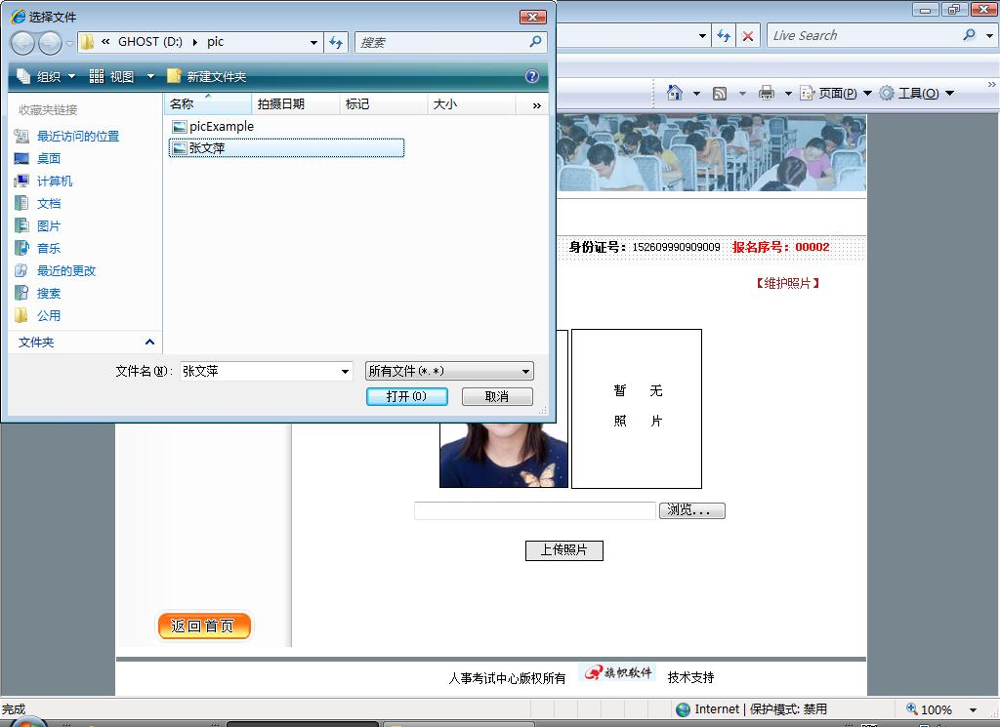 选择文件
« GHOST (D:) ▸ pic
搜索
Live Search
组织 视图 新建文件夹
页面(P) 工具(O) »
收藏夹链接
最近访问的位置
桌面
计算机
文档
图片
音乐
最近的更改
搜索
公用
文件夹
名称 拍摄日期 标记 大小 »
picExample
张文萍
文件名(N): 张文萍
所有文件(*.*)
打开(O) 取消
身份证号：152609990909009 报名序号：00002
【维护照片】
暂 无
照 片
浏览...
上传照片
返回首页
人事考试中心版权所有 旗帜软件 技术支持
完成
Internet | 保护模式: 禁用
100%